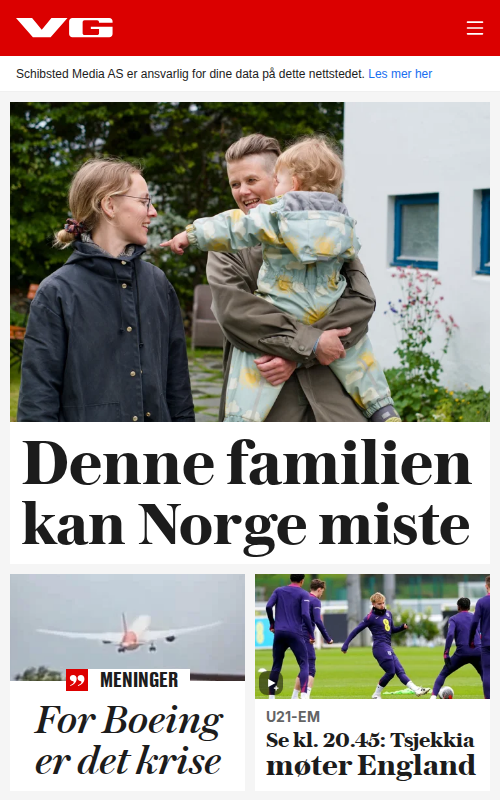 VG
Schibsted Media AS er ansvarlig for dine data på dette nettstedet. Les mer her
Denne familien
kan Norge miste
MENINGER
For Boeing
er det krise
U21-EM
Se kl. 20.45: Tsjekkia
møter England